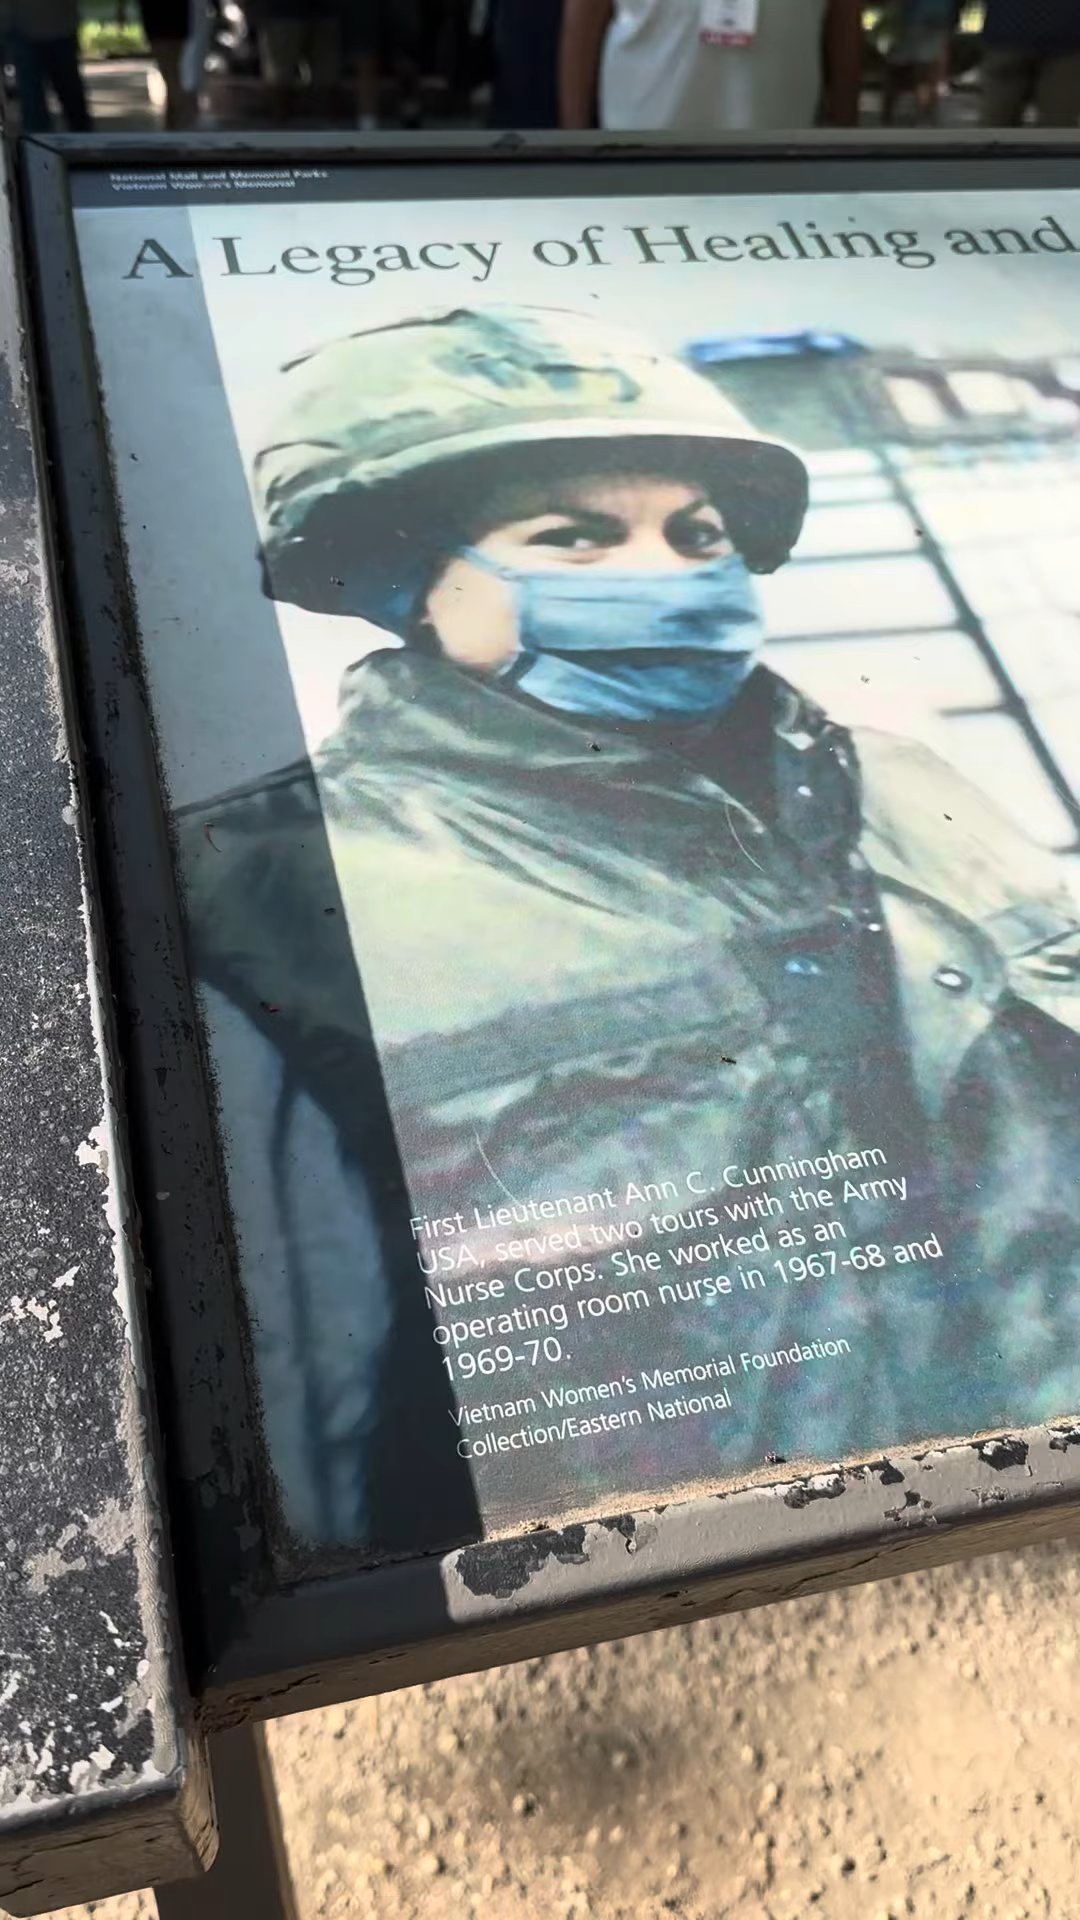 National Mall and Memorial Parks
Vietnam Women's Memorial
A Legacy of Healing and
First Lieutenant Ann C. Cunningham
USA, served two tours with the Army
Nurse Corps. She worked as an
operating room nurse in 1967-68 and
1969-70.
Vietnam Women's Memorial Foundation
Collection/Eastern National